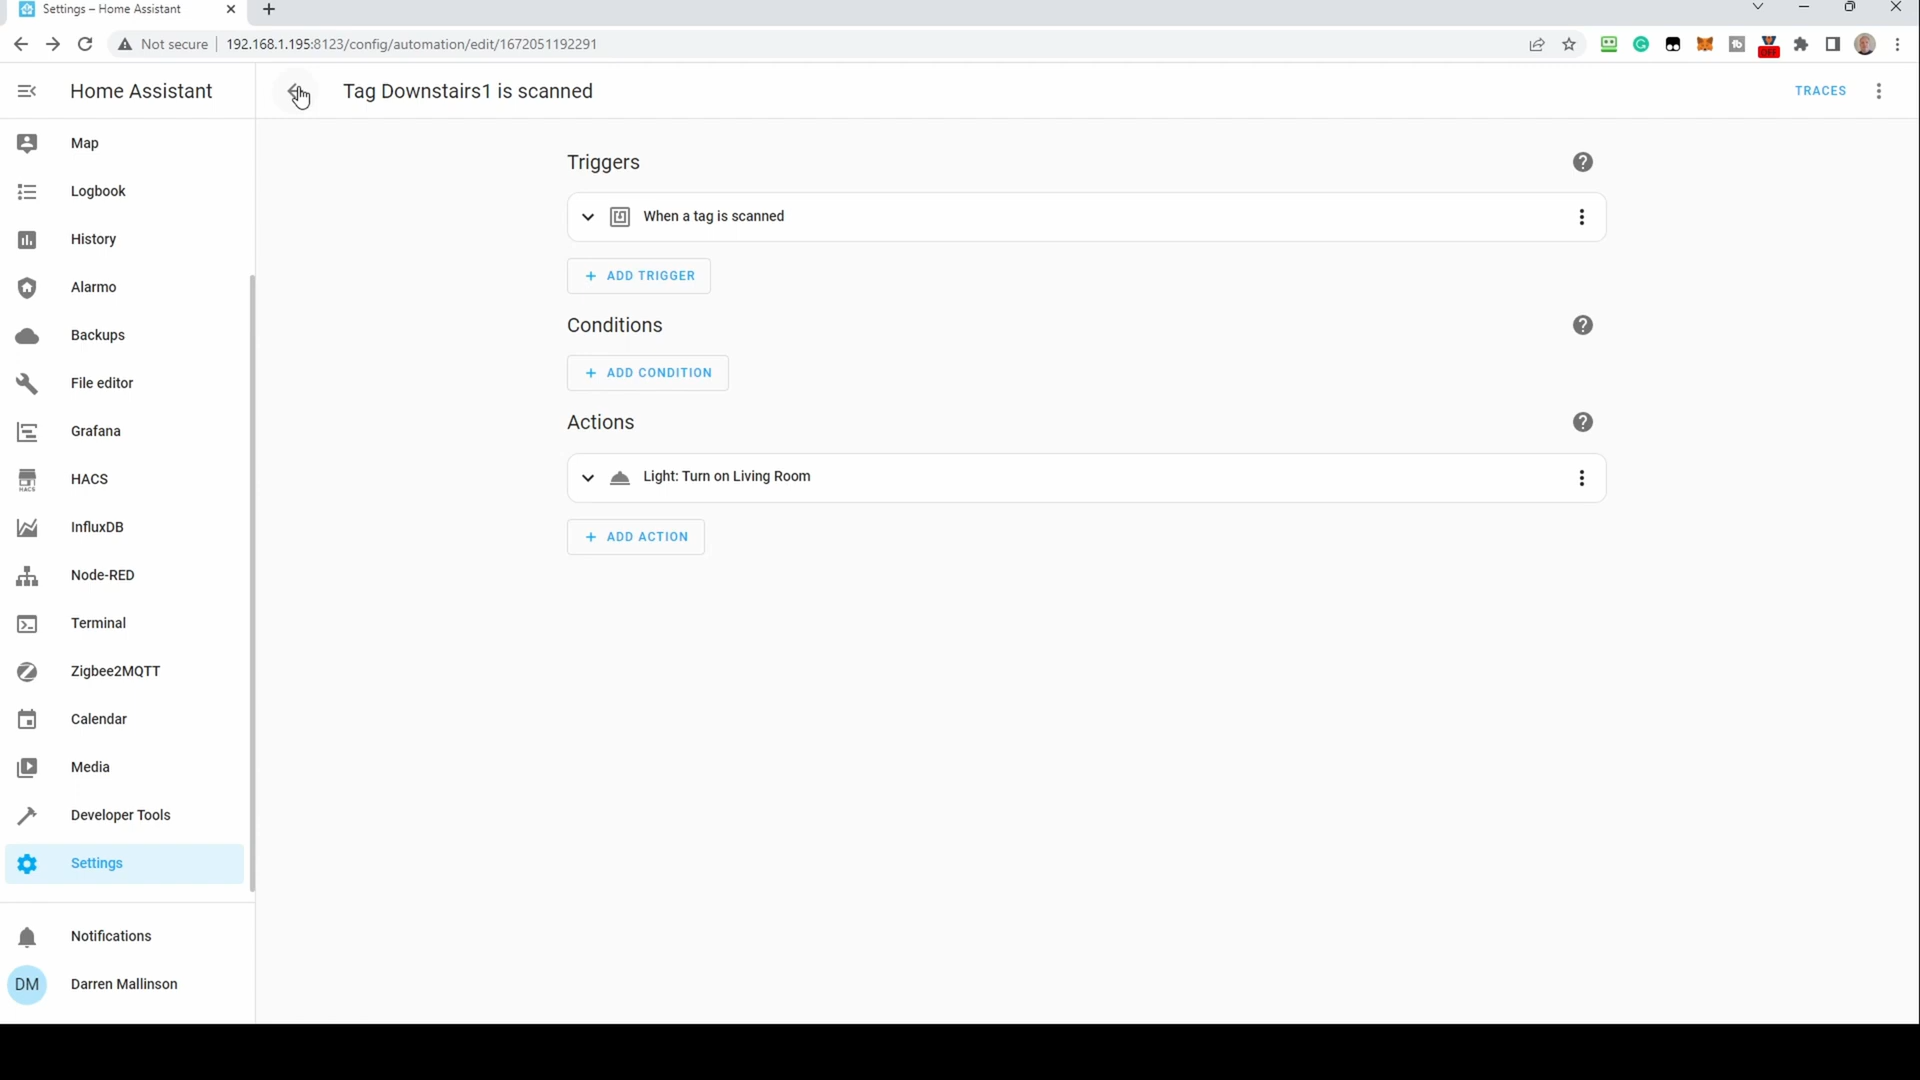 Settings – Home Assistant
Not secure 192.168.1.195:8123/config/automation/edit/1672051192291
OFF
Home Assistant
Tag Downstairs1 is scanned
TRACES
Map
Logbook
History
Alarmo
Backups
File editor
Grafana
HACS
HACS
InfluxDB
Node-RED
Terminal
Zigbee2MQTT
Calendar
Media
Developer Tools
Settings
Notifications
DM Darren Mallinson
Triggers
When a tag is scanned
+ ADD TRIGGER
Conditions
+ ADD CONDITION
Actions
Light: Turn on Living Room
+ ADD ACTION